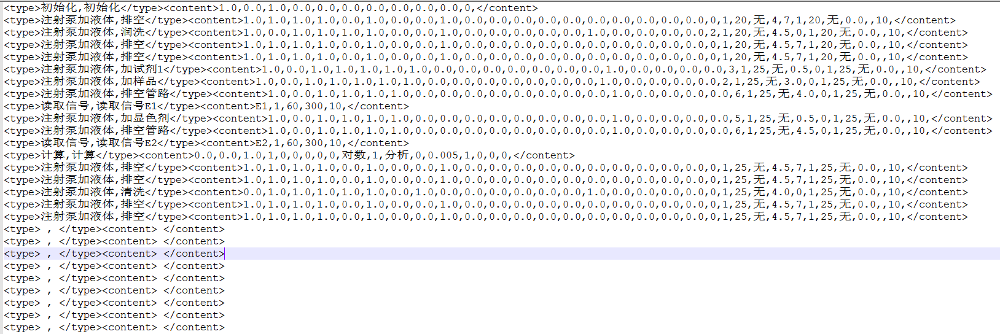 <type>初始化,初始化</type><content>1.0,0.0,1.0,0.0,0.0,0.0,0.0,0.0,0.0,0.0,0,</content>
<type>注射泵加液体,排空</type><content>1.0,1.0,1.0,1.0,0.0,1.0,0.0,0.0,1.0,0.0,0.0,0.0,0.0,0.0,0.0,0.0,0.0,0.0,0.0,0,1,20,无,4,7,1,20,无,0.0,,10,</content>
<type>注射泵加液体,润洗</type><content>1.0,0.0,1.0,1.0,1.0,1.0,0.0,0.0,0.0,0.0,0.0,0.0,0.0,0.0,1.0,0.0,0.0,0.0,0.0,2,1,20,无,4.5,0,1,20,无,0.0,,10,</content>
<type>注射泵加液体,排空</type><content>1.0,1.0,1.0,1.0,0.0,1.0,0.0,0.0,1.0,0.0,0.0,0.0,0.0,0.0,0.0,0.0,0.0,0.0,0.0,0,1,20,无,4.5,7,1,20,无,0.0,,10,</content>
<type>注射泵加液体,排空</type><content>1.0,1.0,1.0,1.0,0.0,1.0,0.0,0.0,1.0,0.0,0.0,0.0,0.0,0.0,0.0,0.0,0.0,0.0,0.0,0,1,20,无,4.5,7,1,20,无,0.0,,10,</content>
<type>注射泵加液体,加试剂1</type><content>1.0,0.0,1.0,1.0,1.0,1.0,1.0,0.0,0.0,0.0,0.0,0.0,0.0,0.0,1.0,0.0,0.0,0.0,0.0,3,1,25,无,0.5,0,1,25,无,0.0,,10,</content>
<type>注射泵加液体,加样品</type><content>1.0,0.0,1.0,1.0,1.0,1.0,1.0,0.0,0.0,0.0,0.0,0.0,0.0,0.0,1.0,0.0,0.0,0.0,0.0,2,1,25,无,3.0,0,1,25,无,0.0,,10,</content>
<type>注射泵加液体,排空管路</type><content>1.0,0.0,1.0,1.0,1.0,1.0,0.0,0.0,0.0,0.0,0.0,0.0,0.0,0.0,1.0,0.0,0.0,0.0,0.0,6,1,25,无,4.0,0,1,25,无,0.0,,10,</content>
<type>读取信号,读取信号E1</type><content>E1,1,60,300,10,</content>
<type>注射泵加液体,加显色剂</type><content>1.0,0.0,1.0,1.0,1.0,1.0,0.0,0.0,0.0,0.0,0.0,0.0,0.0,0.0,1.0,0.0,0.0,0.0,0.0,5,1,25,无,0.5,0,1,25,无,0.0,,10,</content>
<type>注射泵加液体,排空管路</type><content>1.0,0.0,1.0,1.0,1.0,1.0,0.0,0.0,0.0,0.0,0.0,0.0,0.0,0.0,1.0,0.0,0.0,0.0,0.0,6,1,25,无,4.5,0,1,25,无,0.0,,10,</content>
<type>读取信号,读取信号E2</type><content>E2,1,60,300,10,</content>
<type>计算,计算</type><content>0.0,0.0,1.0,1,0,0,0,0,0,对数,1,分析,0,0.005,1,0,0,0,</content>
<type>注射泵加液体,排空</type><content>1.0,1.0,1.0,1.0,0.0,1.0,0.0,0.0,1.0,0.0,0.0,0.0,0.0,0.0,0.0,0.0,0.0,0.0,0.0,0,1,25,无,4.5,7,1,25,无,0.0,,10,</content>
<type>注射泵加液体,排空</type><content>1.0,1.0,1.0,1.0,0.0,1.0,0.0,0.0,1.0,0.0,0.0,0.0,0.0,0.0,0.0,0.0,0.0,0.0,0.0,0,1,25,无,4.5,7,1,25,无,0.0,,10,</content>
<type>注射泵加液体,清洗</type><content>0.0,1.0,1.0,1.0,1.0,1.0,0.0,1.0,0.0,0.0,0.0,0.0,0.0,0.0,1.0,0.0,0.0,0.0,0.0,0,1,25,无,4.0,0,1,25,无,0.0,,10,</content>
<type>注射泵加液体,排空</type><content>1.0,1.0,1.0,1.0,0.0,1.0,0.0,0.0,1.0,0.0,0.0,0.0,0.0,0.0,0.0,0.0,0.0,0.0,0.0,0,1,25,无,4.5,7,1,25,无,0.0,,10,</content>
<type>注射泵加液体,排空</type><content>1.0,1.0,1.0,1.0,0.0,1.0,0.0,0.0,1.0,0.0,0.0,0.0,0.0,0.0,0.0,0.0,0.0,0.0,0.0,0,1,25,无,4.5,7,1,25,无,0.0,,10,</content>
<type> , </type><content> </content>
<type> , </type><content> </content>
<type> , </type><content> </content>
<type> , </type><content> </content>
<type> , </type><content> </content>
<type> , </type><content> </content>
<type> , </type><content> </content>
<type> , </type><content> </content>
<type> , </type><content> </content>